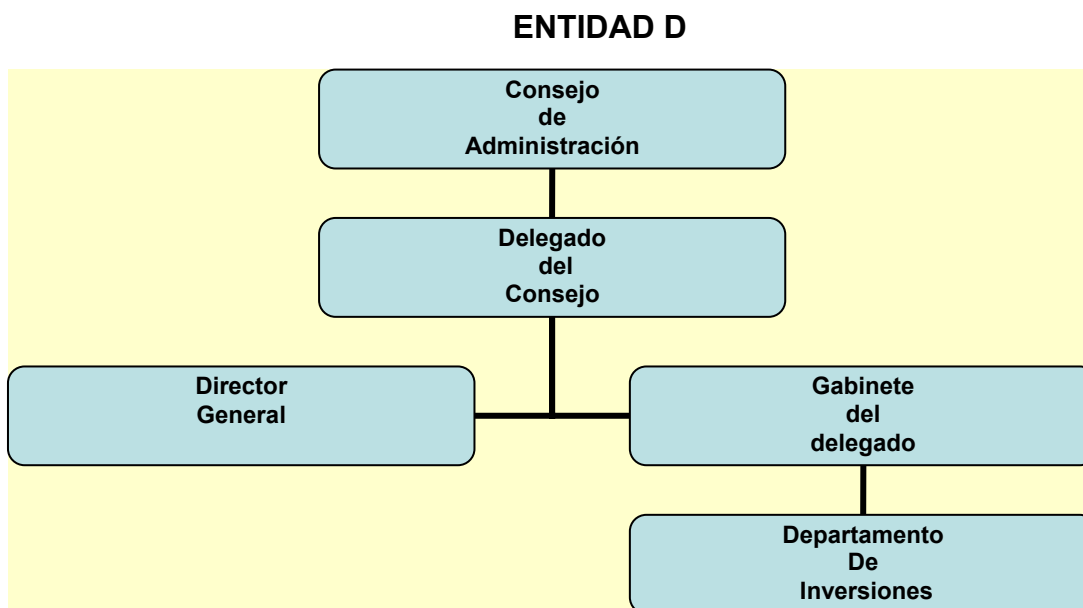 ENTIDAD D
Consejo
de
Administración
Delegado
del
Consejo
Director
General
Gabinete
del
delegado
Departamento
De
Inversiones